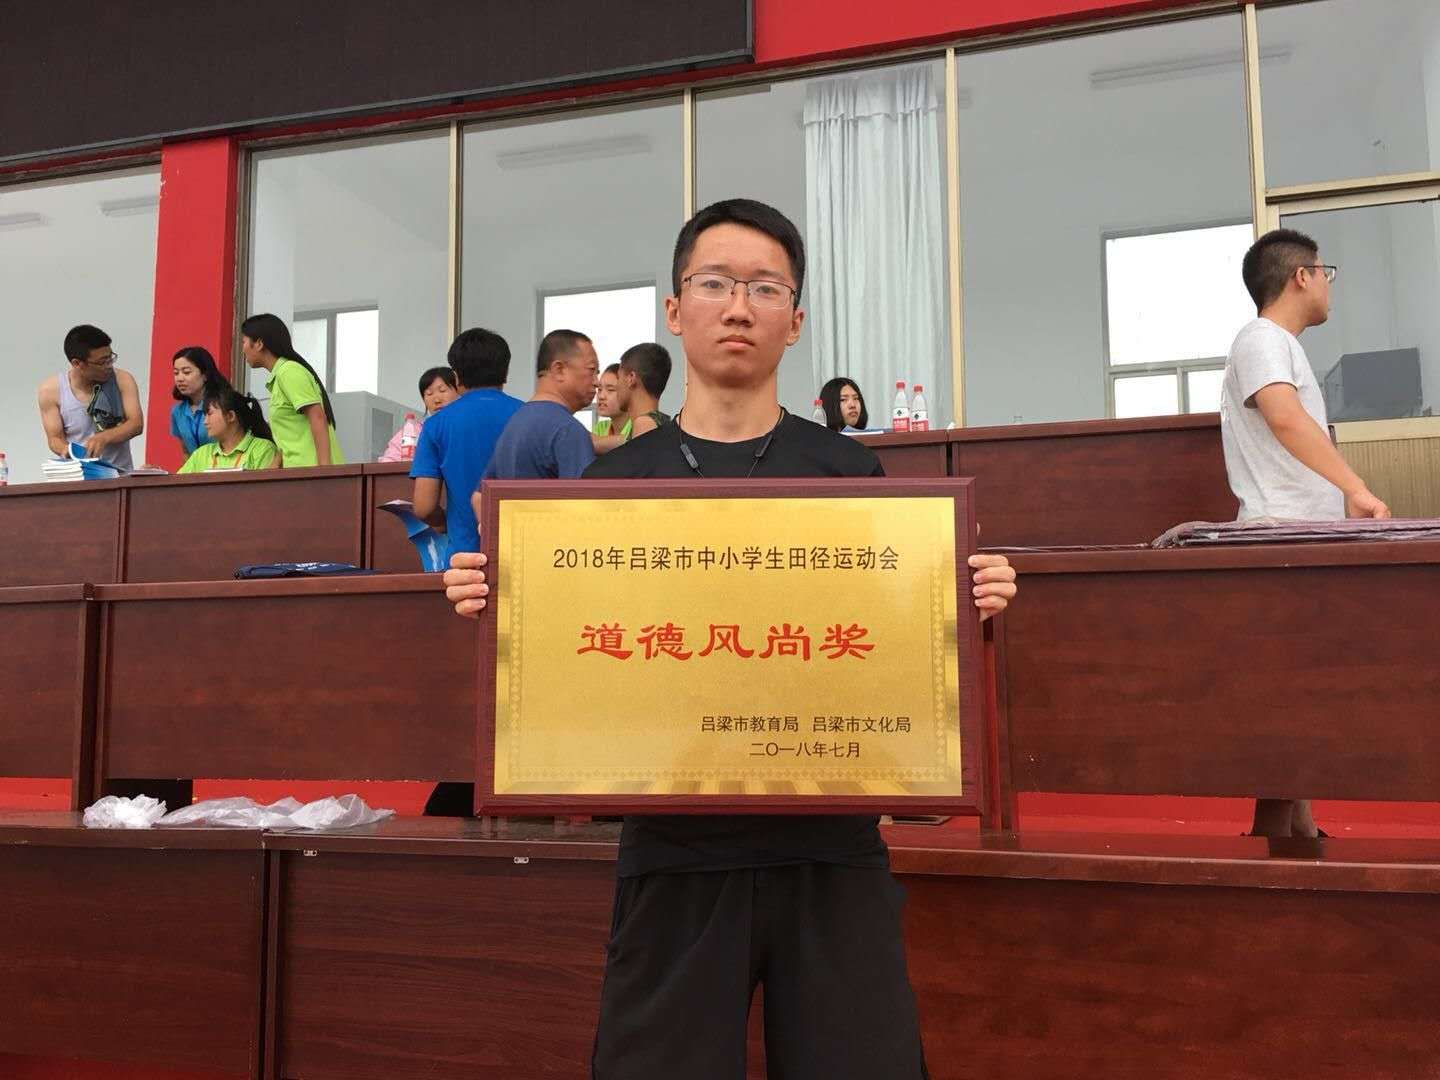 2018年吕梁市中小学生田径运动会
道德风尚奖
吕梁市教育局 吕梁市文化局
二〇一八年七月